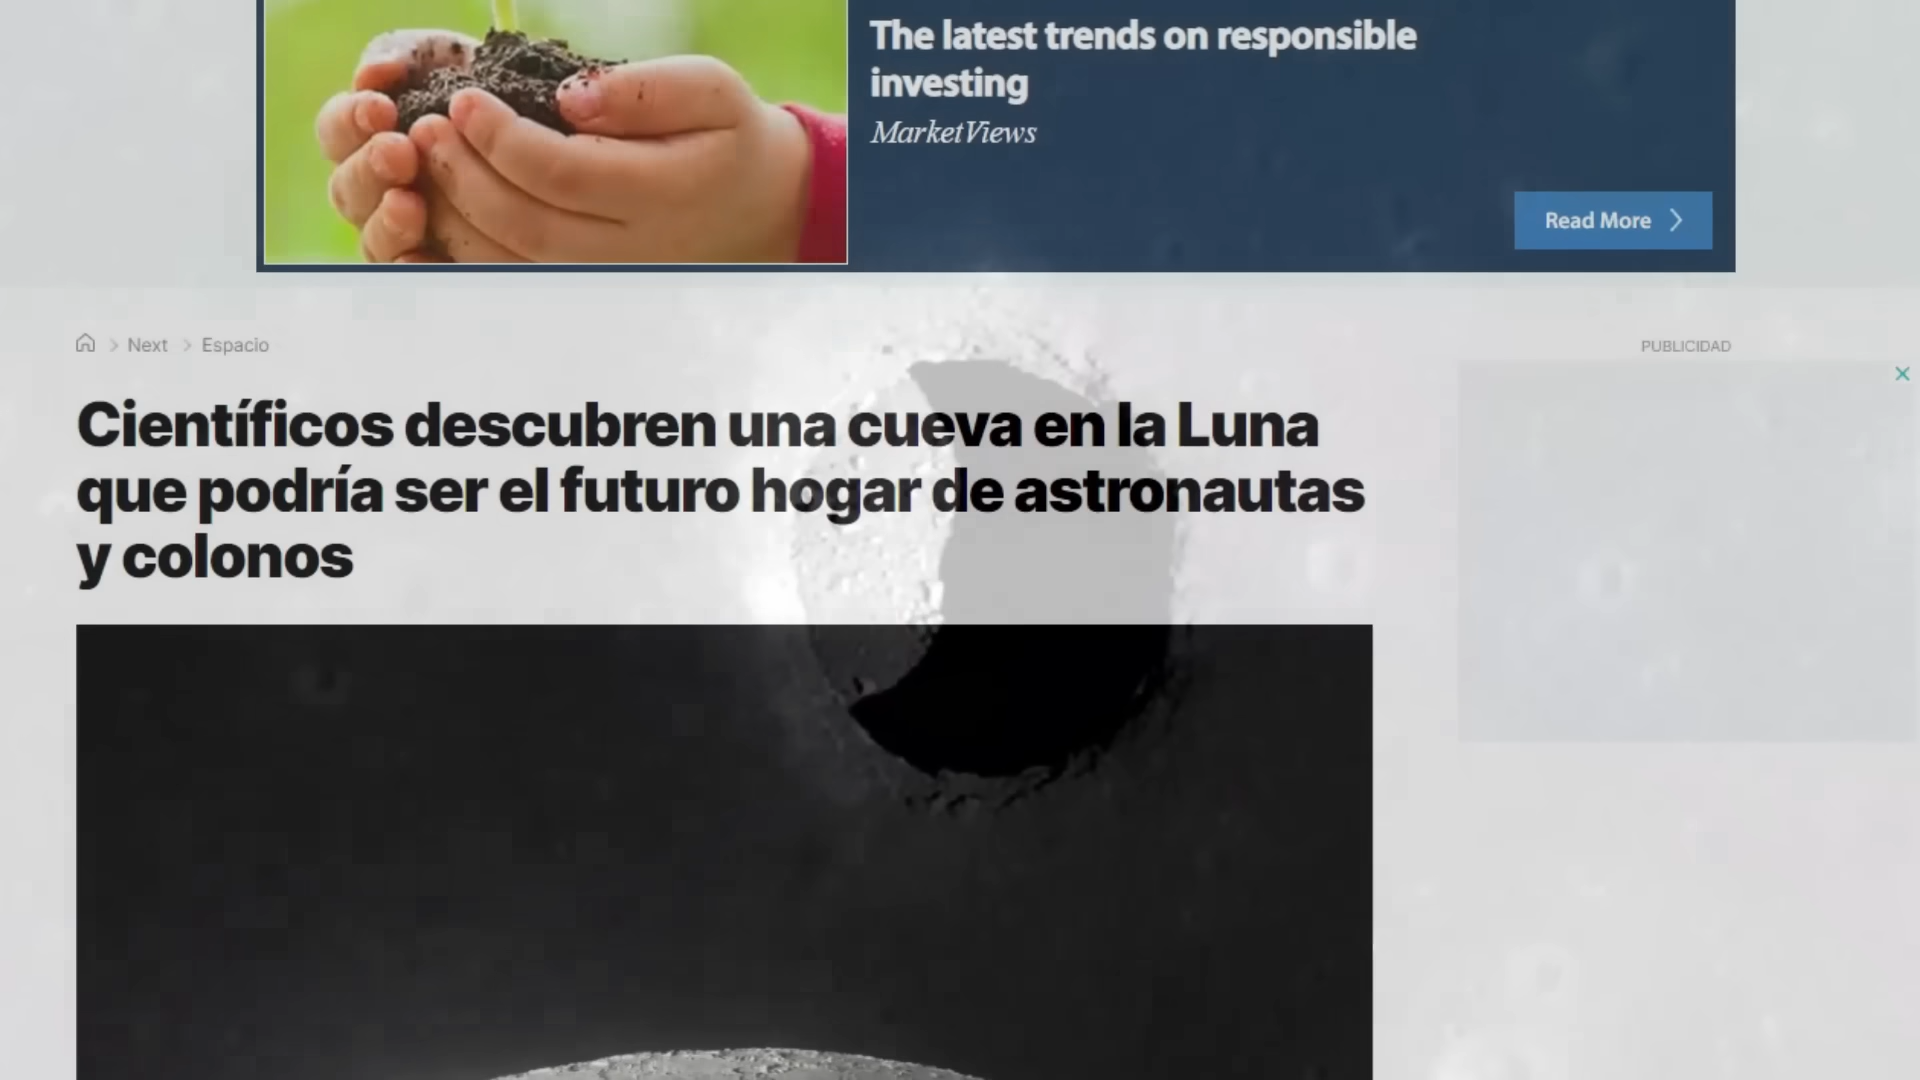 The latest trends on responsible
investing
MarketViews
Read More
Next Espacio
PUBLICIDAD
Científicos descubren una cueva en la Luna
que podría ser el futuro hogar de astronautas
y colonos